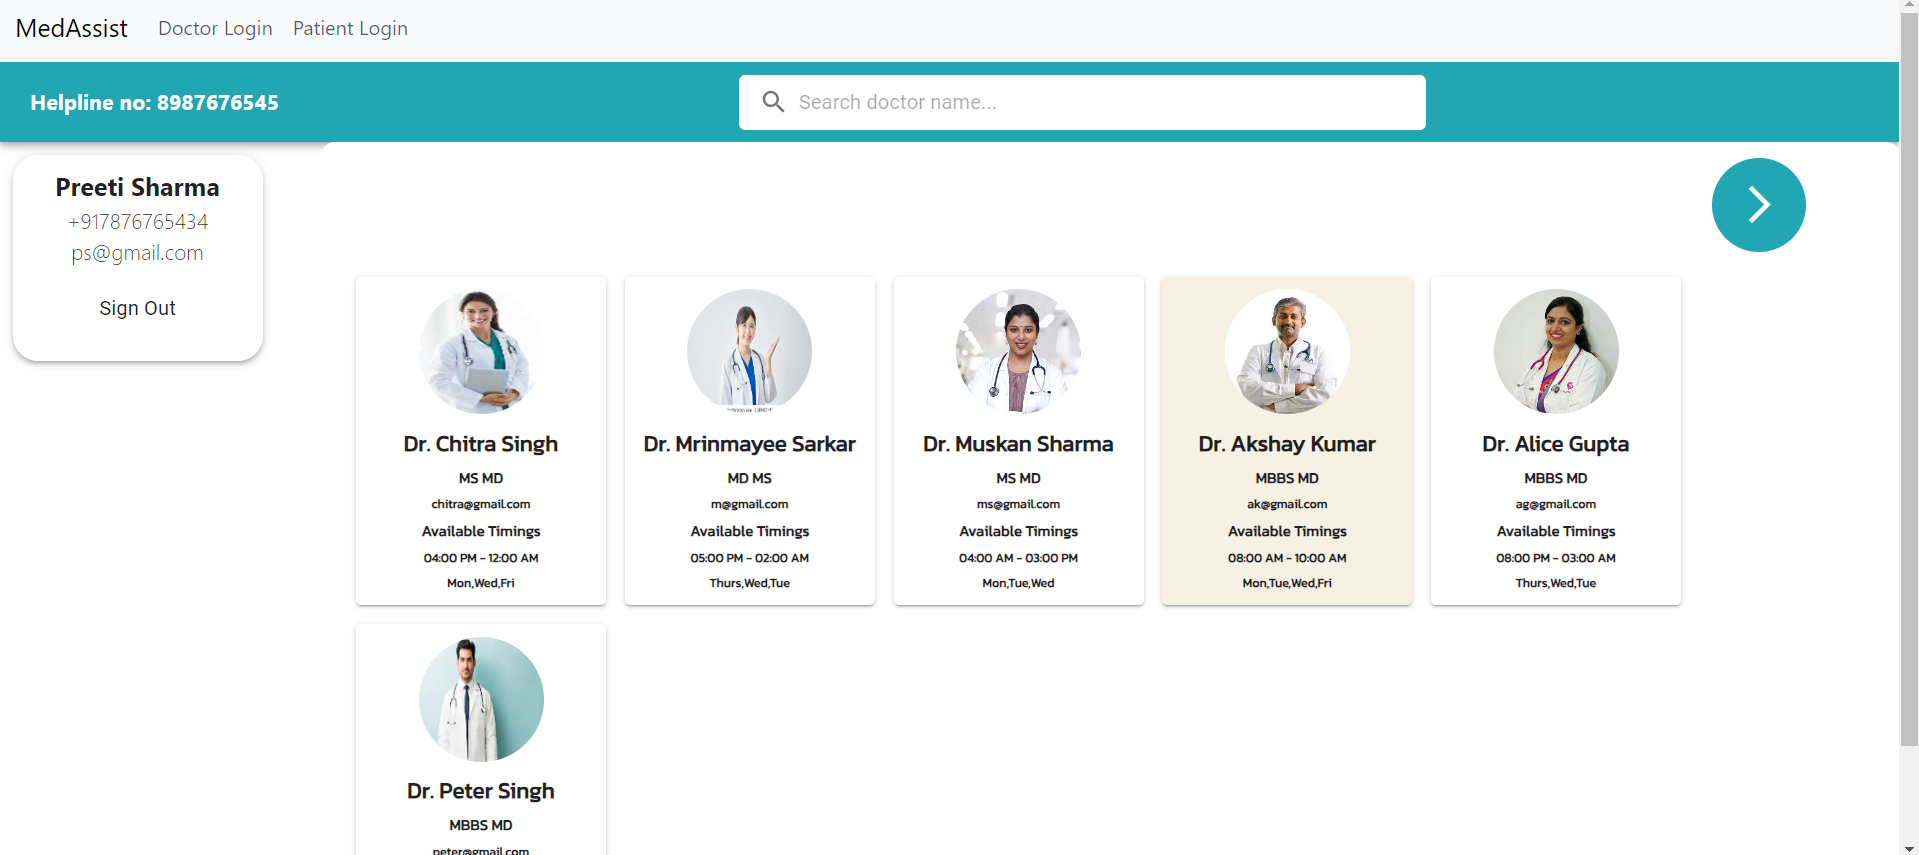 MedAssist Doctor Login Patient Login
Helpline no: 8987676545
Search doctor name...
Preeti Sharma
+917876765434
ps@gmail.com
Sign Out
Dr. Chitra Singh
MS MD
chitra@gmail.com
Available Timings
04:00 PM - 12:00 AM
Mon,Wed,Fri
Dr. Mrinmayee Sarkar
MD MS
m@gmail.com
Available Timings
05:00 PM - 02:00 AM
Thurs,Wed,Tue
Dr. Muskan Sharma
MS MD
ms@gmail.com
Available Timings
04:00 AM - 03:00 PM
Mon,Tue,Wed
Dr. Akshay Kumar
MBBS MD
ak@gmail.com
Available Timings
08:00 AM - 10:00 AM
Mon,Tue,Wed,Fri
Dr. Alice Gupta
MBBS MD
ag@gmail.com
Available Timings
08:00 PM - 03:00 AM
Thurs,Wed,Tue
Dr. Peter Singh
MBBS MD
peter@gmail.com